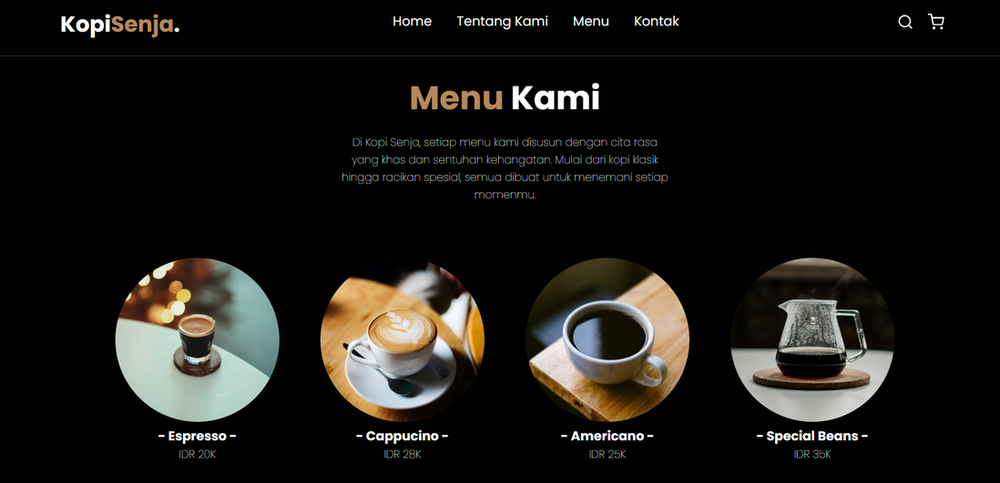 KopiSenja.
Home Tentang Kami Menu Kontak
Menu Kami
Di Kopi Senja, setiap menu kami disusun dengan cita rasa
yang khas dan sentuhan kehangatan. Mulai dari kopi klasik
hingga racikan spesial, semua dibuat untuk menemani setiap
momenmu.
- Espresso -
IDR 20K
- Cappucino -
IDR 28K
- Americano -
IDR 25K
- Special Beans -
IDR 35K